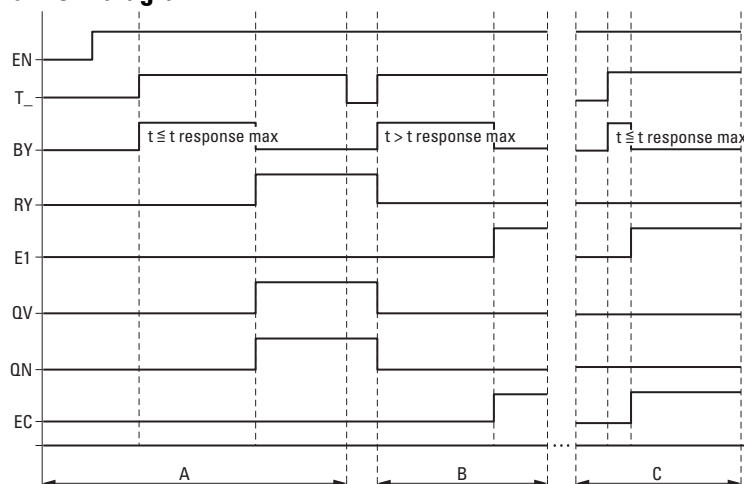 EN
T_
t ≦ t response max
t > t response max
t ≦ t response max
BY
RY
E1
QV
QN
EC
...
A
B
C